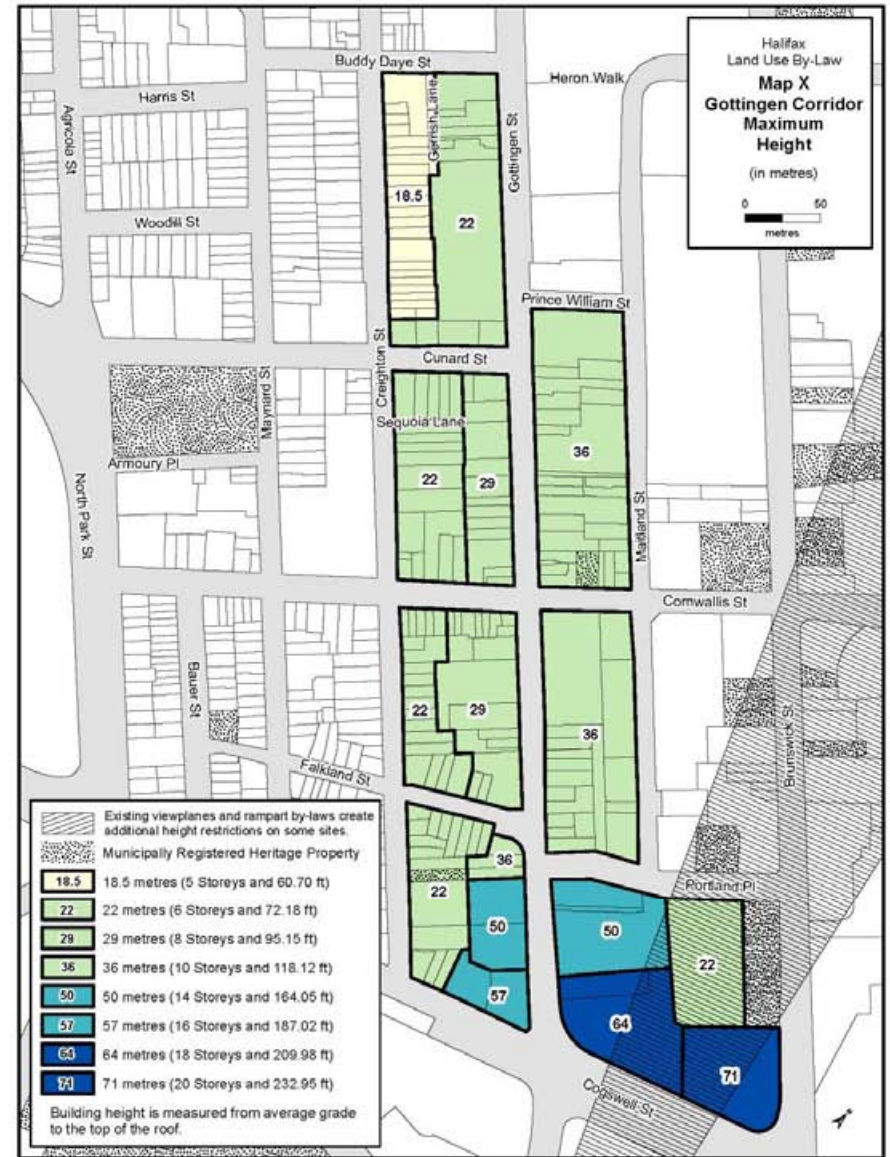 Halifax
Land Use By-Law
Map X
Gottingen Corridor
Maximum
Height
(in metres)
0 50
metres
Buddy Daye St
Heron Walk
Harris St
Agricola St
Gerrish Lane
Gottingen St
18.5
22
Woodill St
Prince William St
Creighton St
Cunard St
Maynard St
Sequoia Lane
36
Armoury Pl
22
29
North Park St
Maitland St
Cornwallis St
Bauer St
22
29
36
Brunswick St
Falkland St
36
22
Portland Pl
50
50
22
57
64
71
Cogswell St
Existing viewplanes and rampart by-laws create
additional height restrictions on some sites.
Municipally Registered Heritage Property
18.5 18.5 metres (5 Storeys and 60.70 ft)
22 22 metres (6 Storeys and 72.18 ft)
29 29 metres (8 Storeys and 95.15 ft)
36 36 metres (10 Storeys and 118.12 ft)
50 50 metres (14 Storeys and 164.05 ft)
57 57 metres (16 Storeys and 187.02 ft)
64 64 metres (18 Storeys and 209.98 ft)
71 71 metres (20 Storeys and 232.95 ft)
Building height is measured from average grade
to the top of the roof.